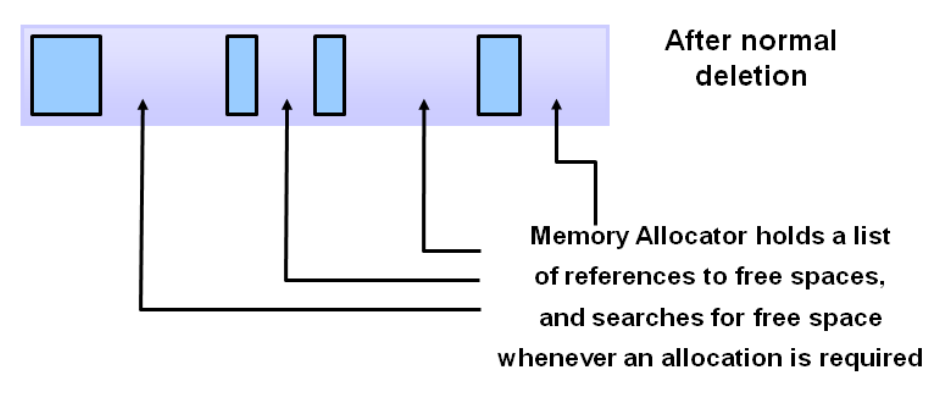 After normal
deletion
Memory Allocator holds a list
of references to free spaces,
and searches for free space
whenever an allocation is required